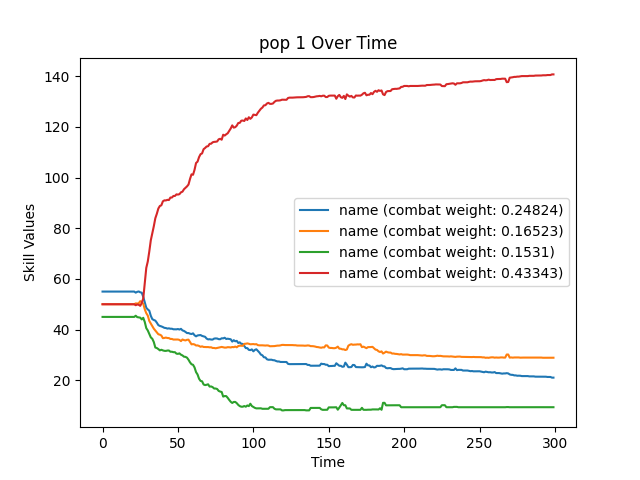 pop 1 Over Time
Skill Values
140
120
100
80
60
40
20
name (combat weight: 0.24824)
name (combat weight: 0.16523)
name (combat weight: 0.1531)
name (combat weight: 0.43343)
0 50 100 150 200 250 300
Time